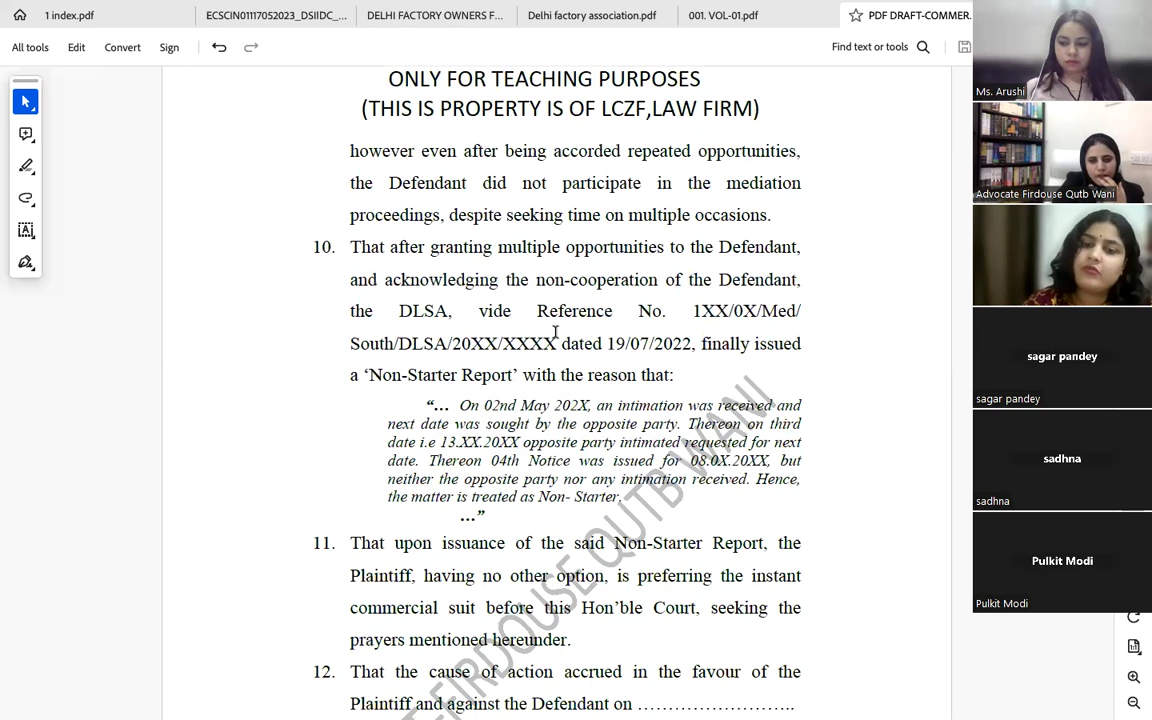 1 index.pdf
ECSCIN01117052023_DSIIDC_...
DELHI FACTORY OWNERS F...
Delhi factory association.pdf
001. VOL-01.pdf
PDF DRAFT-COMMER.
All tools
Edit
Convert
Sign
Find text or tools
ONLY FOR TEACHING PURPOSES
(THIS IS PROPERTY IS OF LCZF,LAW FIRM)
however even after being accorded repeated opportunities,
the Defendant did not participate in the mediation
proceedings, despite seeking time on multiple occasions.
10. That after granting multiple opportunities to the Defendant,
and acknowledging the non-cooperation of the Defendant,
the DLSA, vide Reference No. 1XX/0X/Med/
South/DLSA/20XX/XXXX dated 19/07/2022, finally issued
a ‘Non-Starter Report’ with the reason that:
“… On 02nd May 202X, an intimation was received and
next date was sought by the opposite party. Thereon on third
date i.e 13.XX.20XX opposite party intimated requested for next
date. Thereon 04th Notice was issued for 08.0X.20XX, but
neither the opposite party nor any intimation received. Hence,
the matter is treated as Non- Starter.
…”
11. That upon issuance of the said Non-Starter Report, the
Plaintiff, having no other option, is preferring the instant
commercial suit before this Hon’ble Court, seeking the
prayers mentioned hereunder.
12. That the cause of action accrued in the favour of the
Plaintiff and against the Defendant on ……………………..
-FIRDOUSE QUTB WANI
Ms. Arushi
Advocate Firdouse Qutb Wani
sagar pandey
sagar pandey
sadhna
sadhna
Pulkit Modi
Pulkit Modi